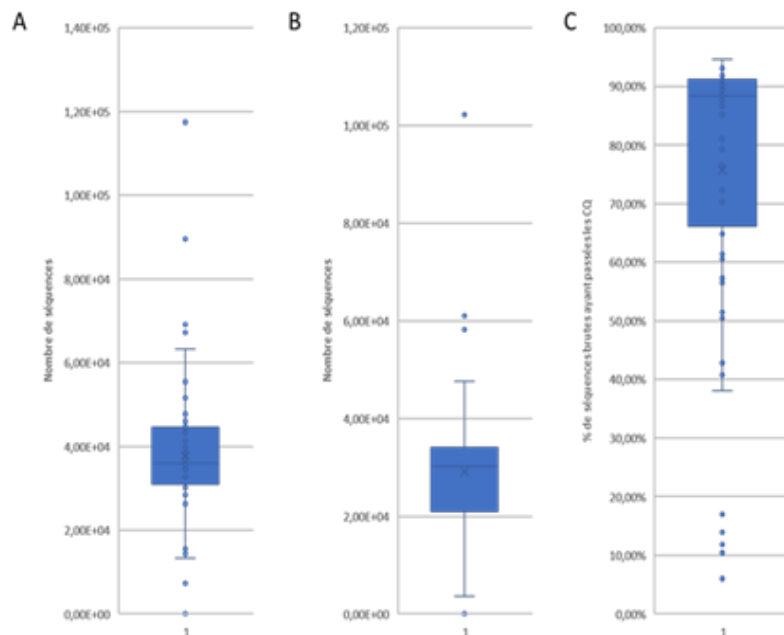 A
1,40E+05
1,20E+05
1,00E+05
8,00E+04
6,00E+04
4,00E+04
2,00E+04
0,00E+00
Nombre de séquences
1
B
1,20E+05
1,00E+05
8,00E+04
6,00E+04
4,00E+04
2,00E+04
0,00E+00
Nombre de séquences
1
C
100,00%
90,00%
80,00%
70,00%
60,00%
50,00%
40,00%
30,00%
20,00%
10,00%
0,00%
% de séquences brutes ayant passées les CQ
1